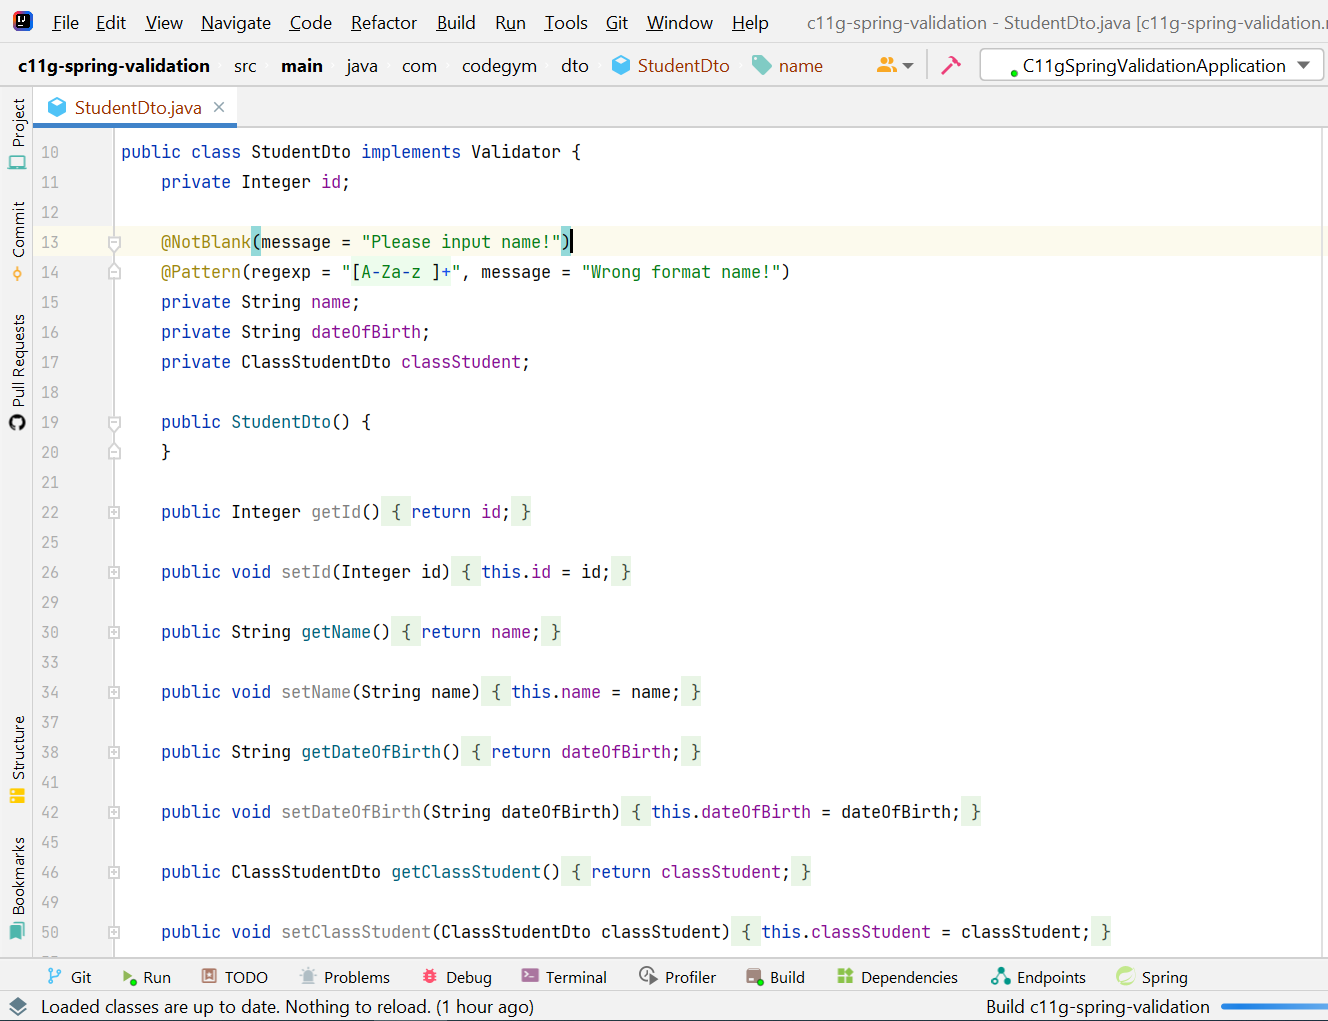 File Edit View Navigate Code Refactor Build Run Tools Git Window Help c11g-spring-validation - StudentDto.java [c11g-spring-validation.
c11g-spring-validation src main java com codegym dto StudentDto name C11gSpringValidationApplication
StudentDto.java
Project
Commit
Pull Requests
Structure
Bookmarks
10 public class StudentDto implements Validator {
11 private Integer id;
12
13 @NotBlank(message = "Please input name!")
14 @Pattern(regexp = "[A-Za-z ]+", message = "Wrong format name!")
15 private String name;
16 private String dateOfBirth;
17 private ClassStudentDto classStudent;
18
19 public StudentDto() {
20 }
21
22 public Integer getId() { return id; }
25
26 public void setId(Integer id) { this.id = id; }
29
30 public String getName() { return name; }
33
34 public void setName(String name) { this.name = name; }
37
38 public String getDateOfBirth() { return dateOfBirth; }
41
42 public void setDateOfBirth(String dateOfBirth) { this.dateOfBirth = dateOfBirth; }
45
46 public ClassStudentDto getClassStudent() { return classStudent; }
49
50 public void setClassStudent(ClassStudentDto classStudent) { this.classStudent = classStudent; }
Git Run TODO Problems Debug Terminal Profiler Build Dependencies Endpoints Spring
Loaded classes are up to date. Nothing to reload. (1 hour ago) Build c11g-spring-validation